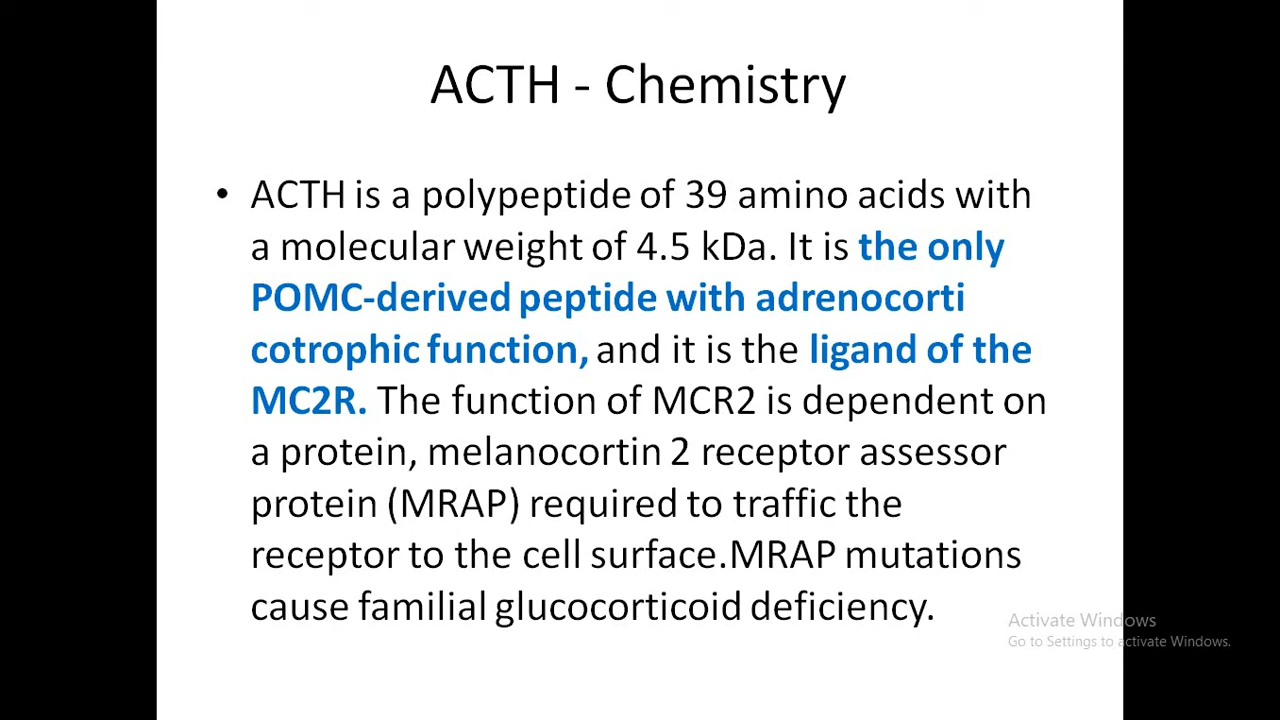 ACTH - Chemistry
• ACTH is a polypeptide of 39 amino acids with
a molecular weight of 4.5 kDa. It is the only
POMC-derived peptide with adrenocorti
cotrophic function, and it is the ligand of the
MC2R. The function of MCR2 is dependent on
a protein, melanocortin 2 receptor assessor
protein (MRAP) required to traffic the
receptor to the cell surface.MRAP mutations
cause familial glucocorticoid deficiency.
Activate Windows
Go to Settings to activate Windows.